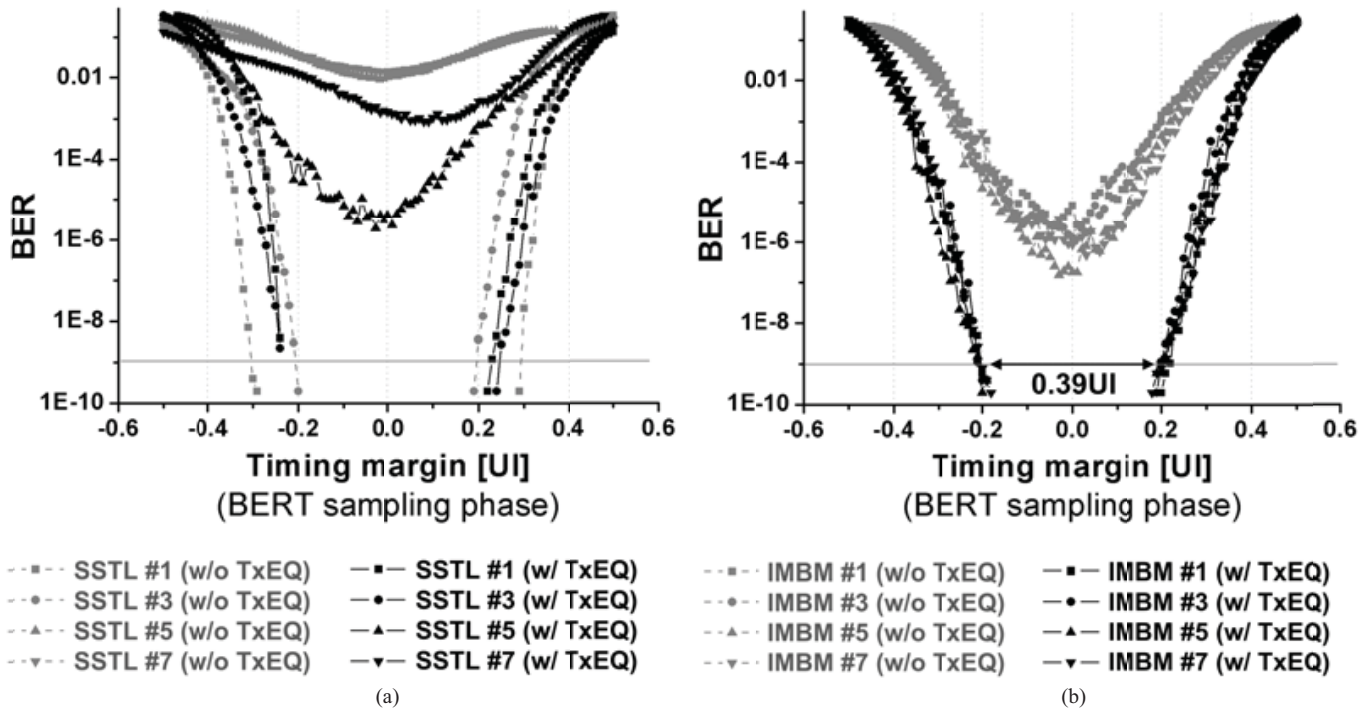 0.01
1E-4
1E-6
1E-8
1E-10
BER
-0.6 -0.4 -0.2 0.0 0.2 0.4 0.6
Timing margin [UI]
(BERT sampling phase)
SSTL #1 (w/o TxEQ)
SSTL #3 (w/o TxEQ)
SSTL #5 (w/o TxEQ)
SSTL #7 (w/o TxEQ)
SSTL #1 (w/ TxEQ)
SSTL #3 (w/ TxEQ)
SSTL #5 (w/ TxEQ)
SSTL #7 (w/ TxEQ)
(a)
0.01
1E-4
1E-6
1E-8
1E-10
BER
0.39UI
-0.6 -0.4 -0.2 0.0 0.2 0.4 0.6
Timing margin [UI]
(BERT sampling phase)
IMBM #1 (w/o TxEQ)
IMBM #3 (w/o TxEQ)
IMBM #5 (w/o TxEQ)
IMBM #7 (w/o TxEQ)
IMBM #1 (w/ TxEQ)
IMBM #3 (w/ TxEQ)
IMBM #5 (w/ TxEQ)
IMBM #7 (w/ TxEQ)
(b)